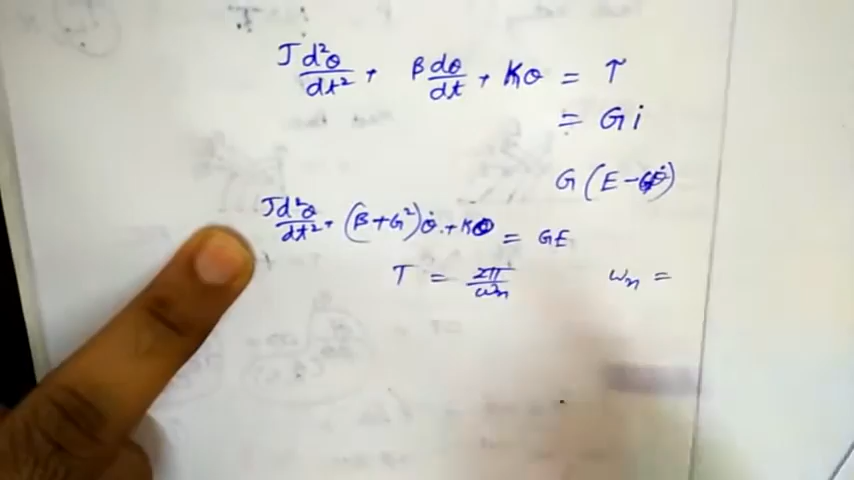 J d²θ/dt² + β dθ/dt + Kθ = T
= Gi
G(E-Gθ̇)
J d²θ/dt² + (β+G²)θ̇ + Kθ = GE
T = 2π/ωn ωn =